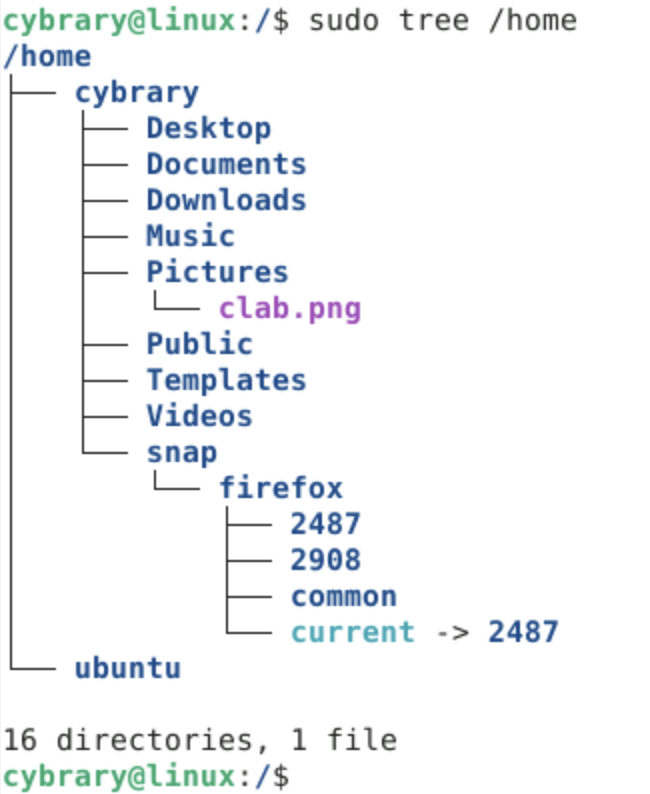 cybrary@linux:/$ sudo tree /home
/home
├── cybrary
│   ├── Desktop
│   ├── Documents
│   ├── Downloads
│   ├── Music
│   ├── Pictures
│   │   └── clab.png
│   ├── Public
│   ├── Templates
│   ├── Videos
│   └── snap
│       └── firefox
│           ├── 2487
│           ├── 2908
│           ├── common
│           └── current -> 2487
└── ubuntu

16 directories, 1 file
cybrary@linux:/$